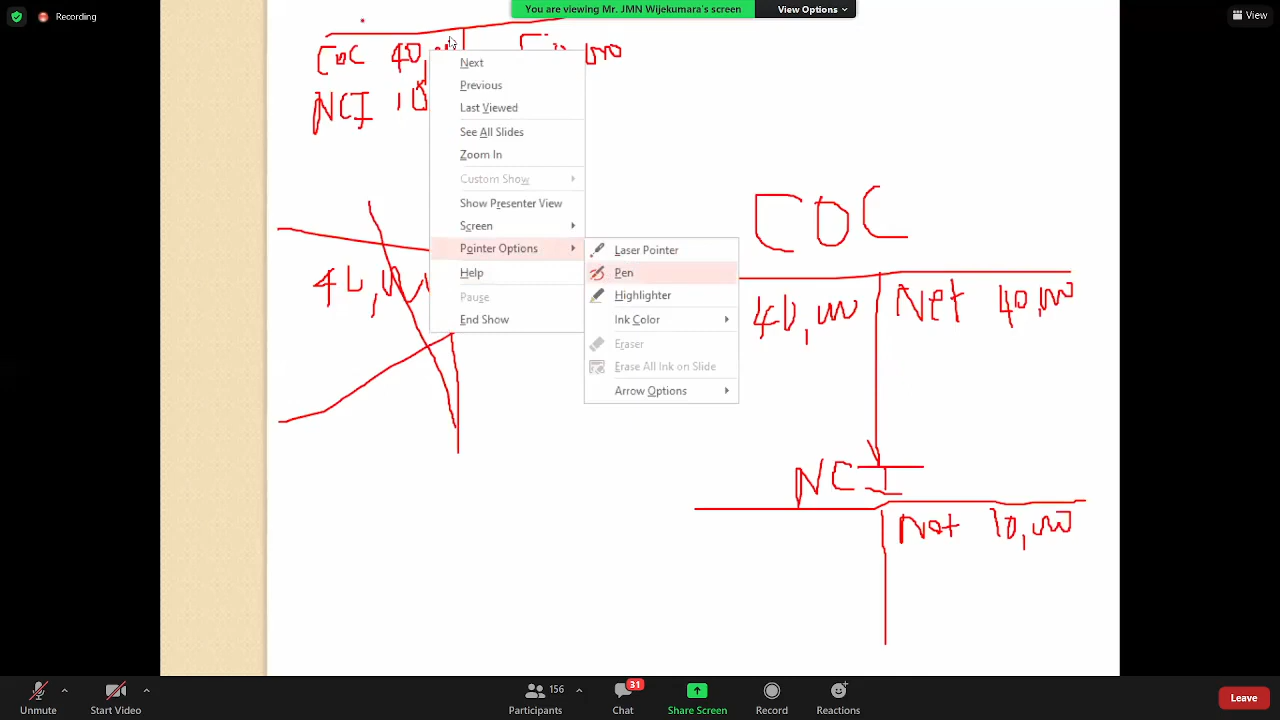 You are viewing Mr. JMN Wijekumara's screen
View Options
Recording
View
COC 40,
NCI 10
Next
Previous
Last Viewed
See All Slides
Zoom In
Custom Show
Show Presenter View
Screen
Pointer Options
Help
Pause
End Show
Laser Pointer
Pen
Highlighter
Ink Color
Eraser
Erase All Ink on Slide
Arrow Options
COC
40,000 Net 40,000
NCI
Net 10,000
Unmute
Start Video
156
Participants
31
Chat
Share Screen
Record
Reactions
Leave